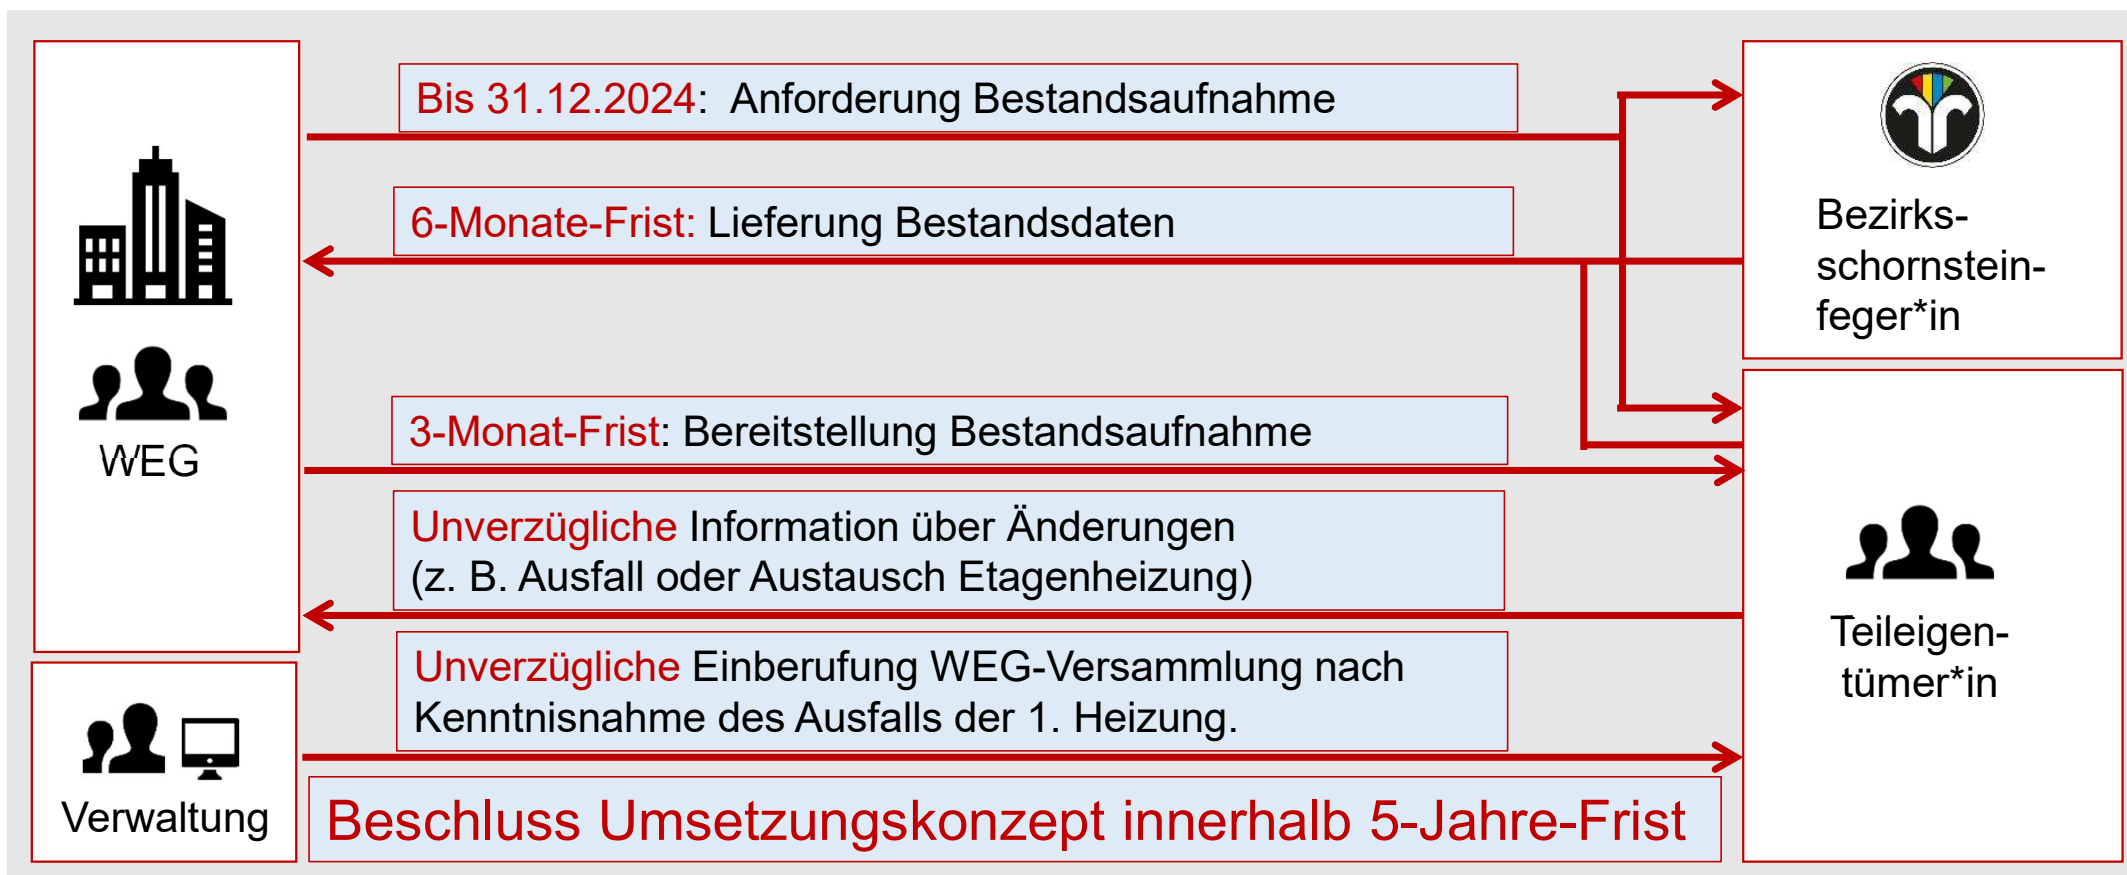 Bis 31.12.2024: Anforderung Bestandsaufnahme
6-Monate-Frist: Lieferung Bestandsdaten
Bezirks-
schornstein-
feger*in
WEG
3-Monat-Frist: Bereitstellung Bestandsaufnahme
Unverzügliche Information über Änderungen
(z. B. Ausfall oder Austausch Etagenheizung)
Teileigen-
tümer*in
Unverzügliche Einberufung WEG-Versammlung nach
Kenntnisnahme des Ausfalls der 1. Heizung.
Verwaltung
Beschluss Umsetzungskonzept innerhalb 5-Jahre-Frist